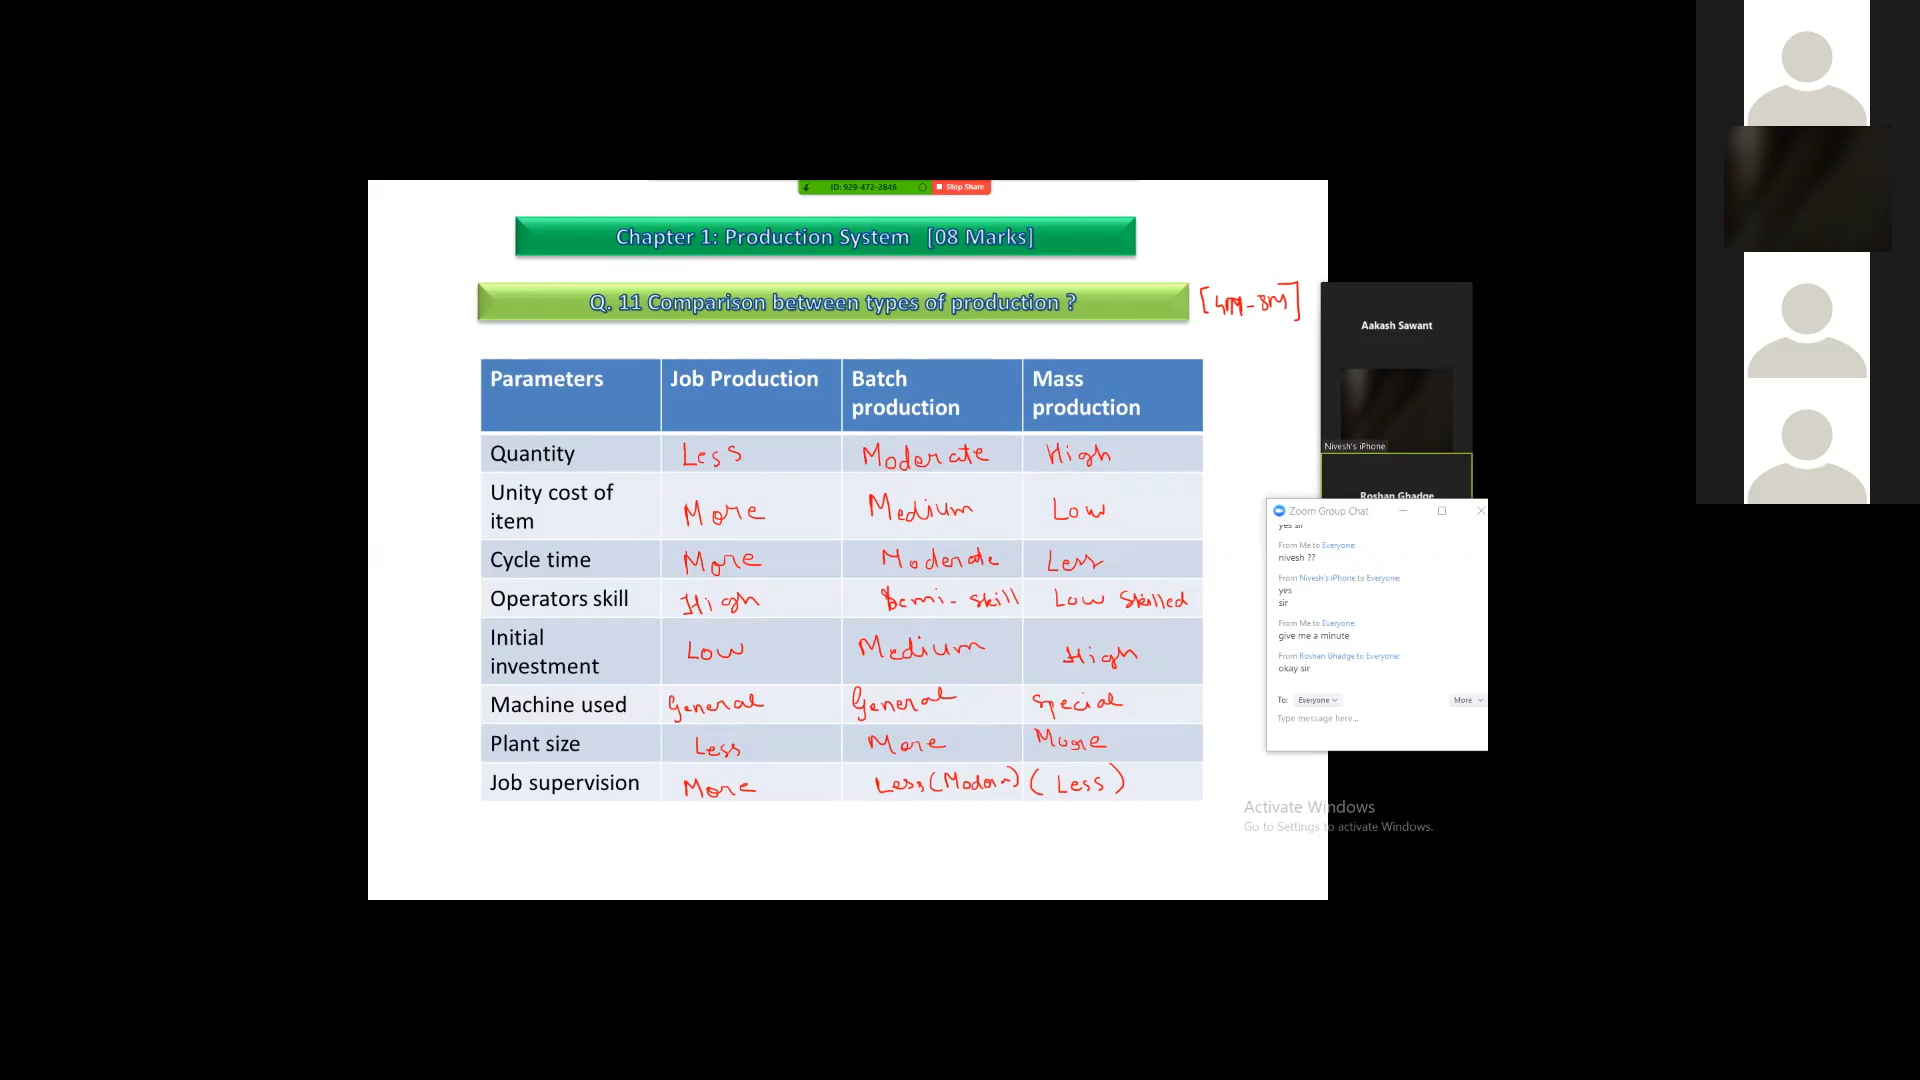 ID: 929-472-2846 Stop Share
Chapter 1: Production System [08 Marks]
Q. 11 Comparison between types of production ?
[4M-8M]
Parameters Job Production Batch production Mass production
Quantity Less Moderate High
Unity cost of item More Medium Low
Cycle time More Moderate Less
Operators skill High Semi-skill Low Skilled
Initial investment Low Medium High
Machine used General General Special
Plant size Less More More
Job supervision More Less (Less)
Aakash Sawant
Nivesh's iPhone
Roshan Ghadge
Zoom Group Chat
yes sir
From Me to Everyone:
nivesh ??
From Nivesh's iPhone to Everyone:
yes
sir
From Me to Everyone:
give me a minute
From Roshan Ghadge to Everyone:
okay sir
To: Everyone More
Type message here...
Activate Windows
Go to Settings to activate Windows.